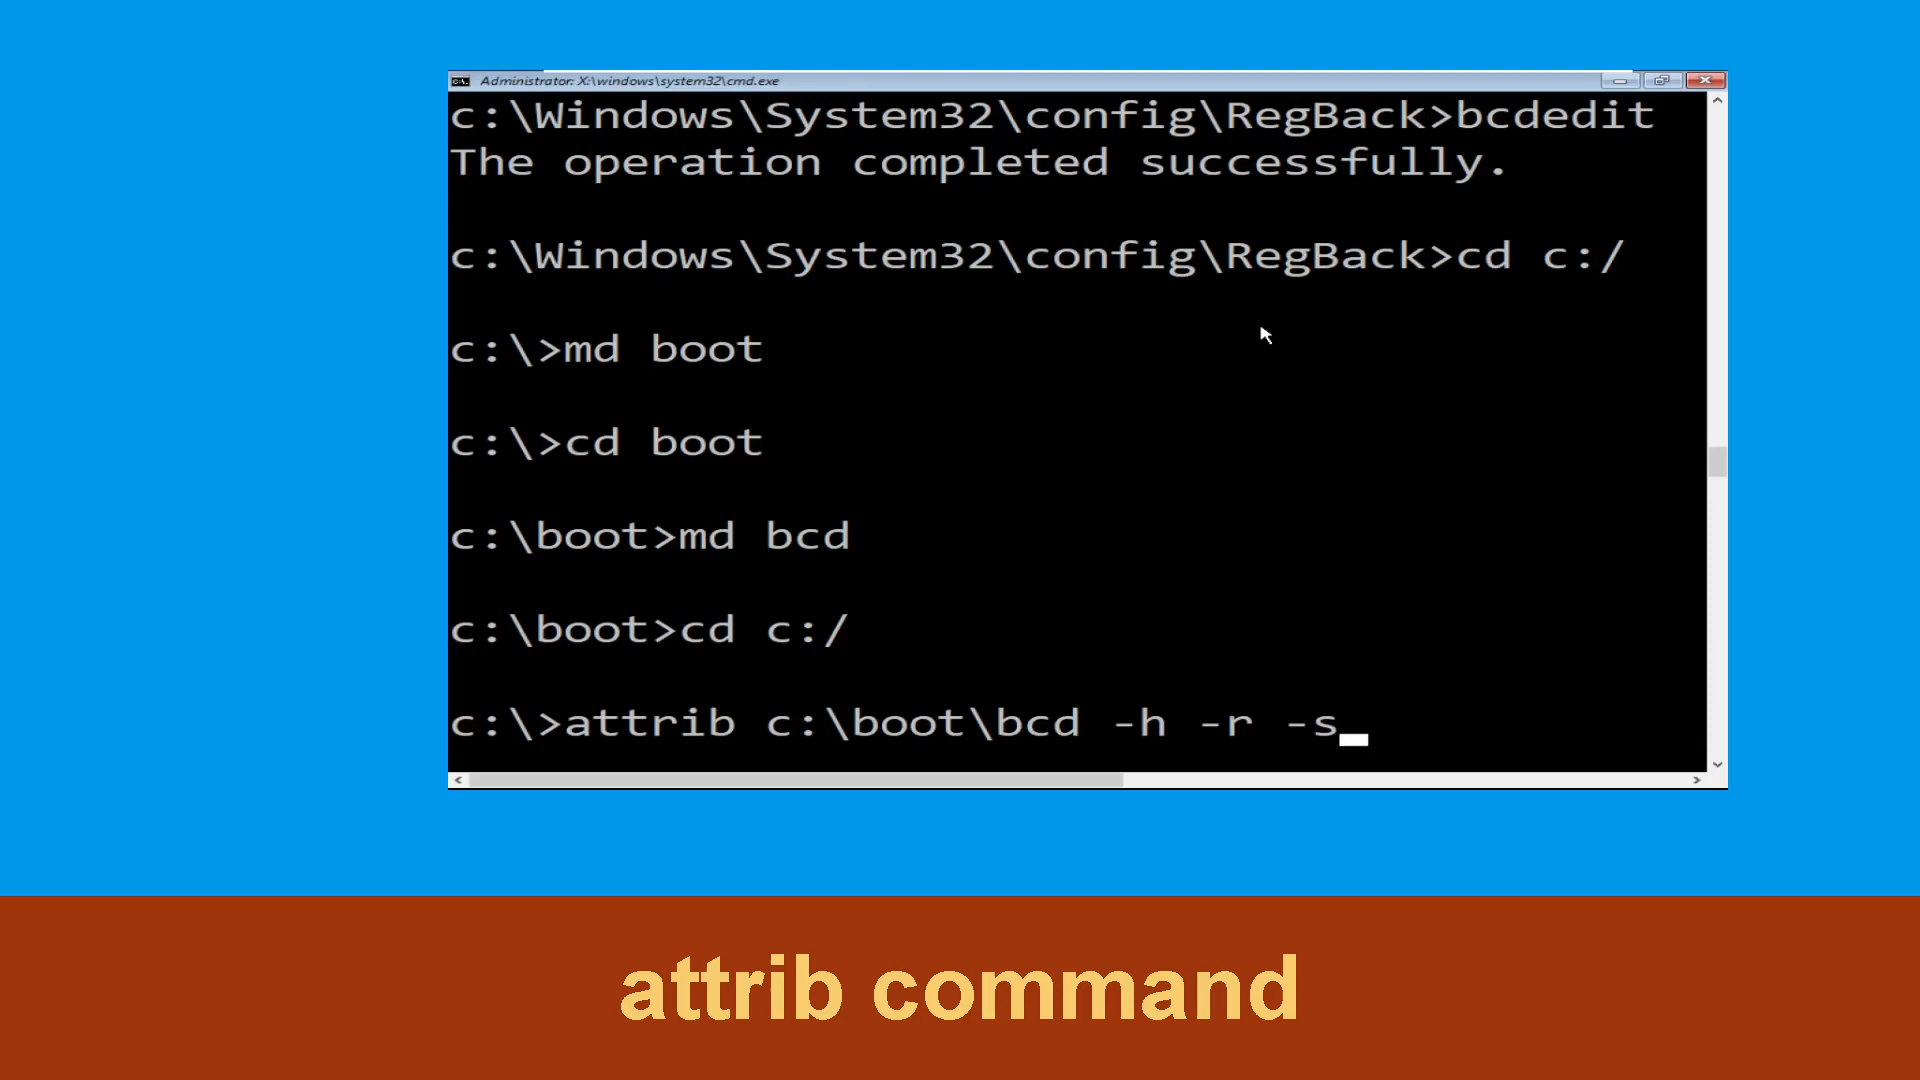 Administrator: X:\windows\system32\cmd.exe
c:\Windows\System32\config\RegBack>bcdedit
The operation completed successfully.
c:\Windows\System32\config\RegBack>cd c:/
c:\>md boot
c:\>cd boot
c:\boot>md bcd
c:\boot>cd c:/
c:\>attrib c:\boot\bcd -h -r -s
attrib command